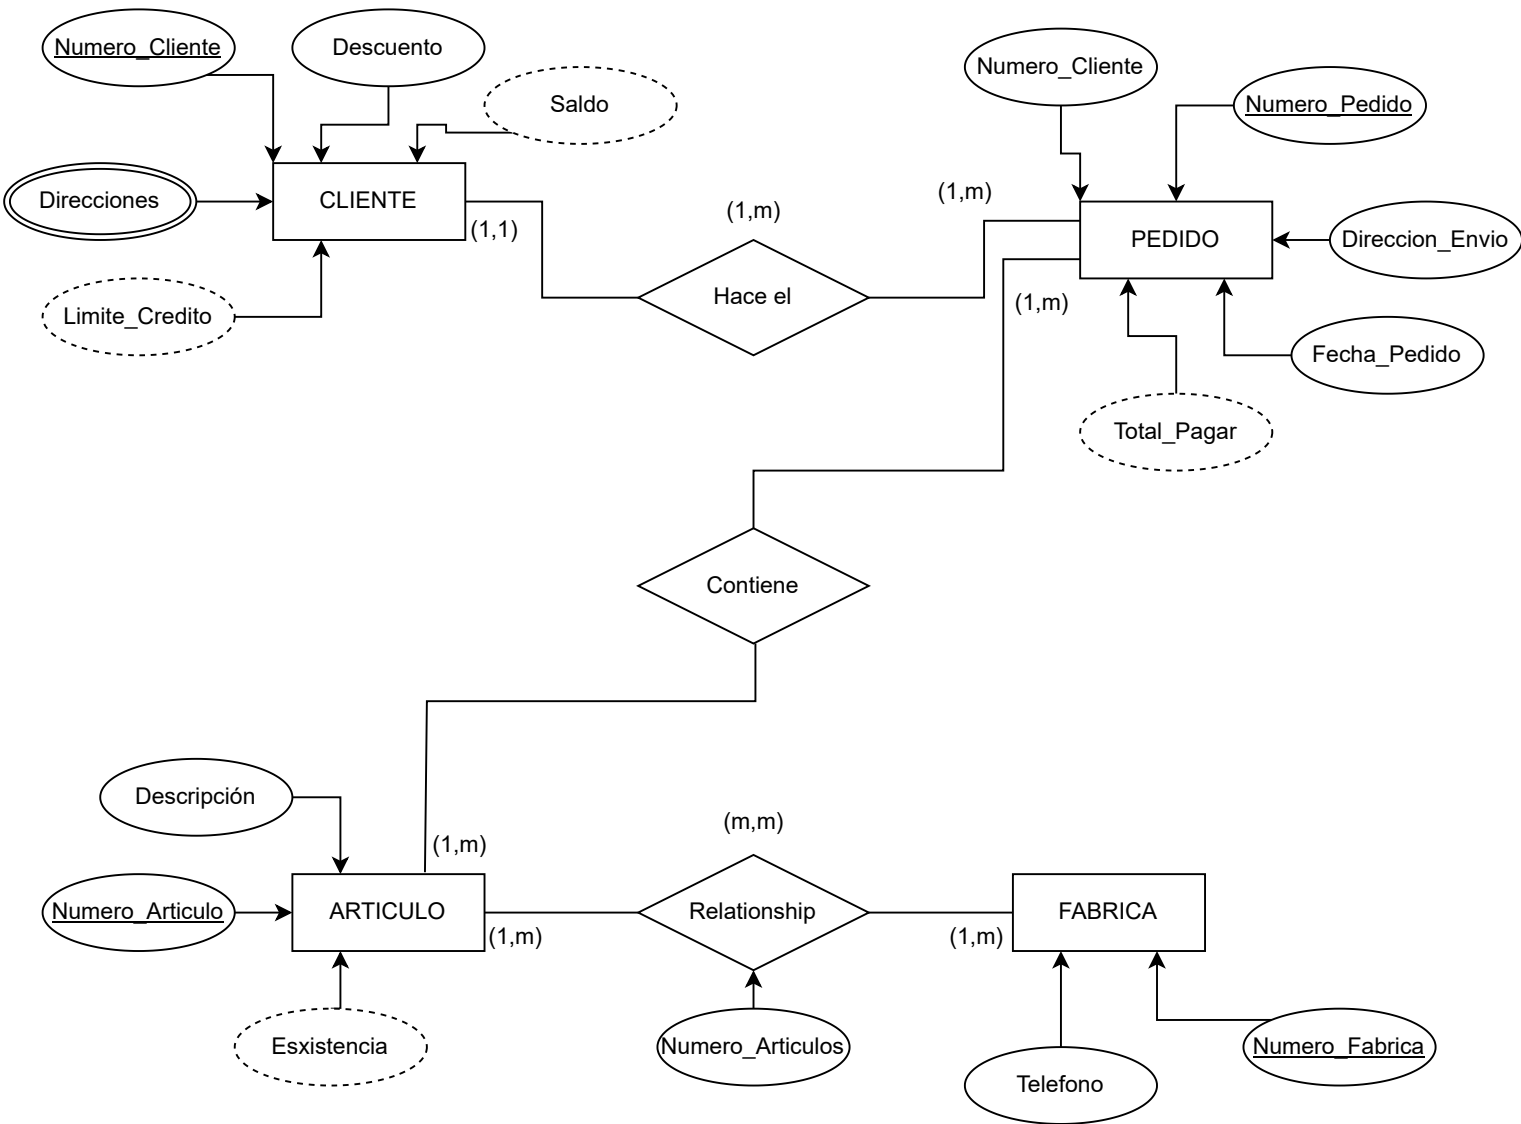 Numero_Cliente
Descuento
Saldo
Direcciones
CLIENTE
(1,1)
Limite_Credito
(1,m)
Hace el
(1,m)
Numero_Cliente
Numero_Pedido
PEDIDO
Direccion_Envio
(1,m)
Fecha_Pedido
Total_Pagar
Contiene
Descripción
(1,m)
Numero_Articulo
ARTICULO
(1,m)
Esxistencia
(m,m)
Relationship
Numero_Articulos
(1,m)
FABRICA
Telefono
Numero_Fabrica